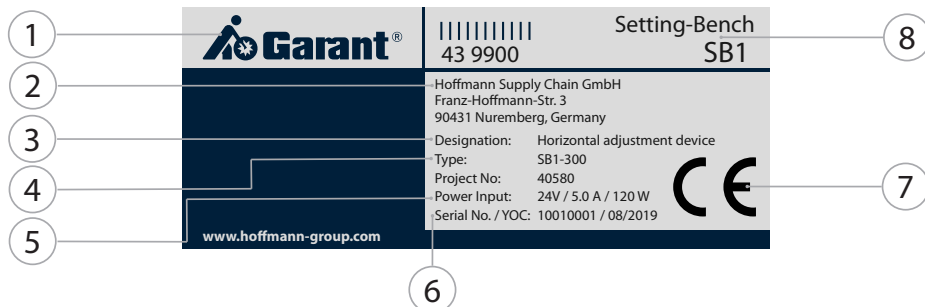 1
Garant®
43 9900
Setting-Bench
SB1
8
2
Hoffmann Supply Chain GmbH
Franz-Hoffmann-Str. 3
90431 Nuremberg, Germany
3
Designation: Horizontal adjustment device
4
Type: SB1-300
Project No: 40580
5
Power Input: 24V / 5.0 A / 120 W
Serial No. / YOC: 10010001 / 08/2019
CE
7
www.hoffmann-group.com
6